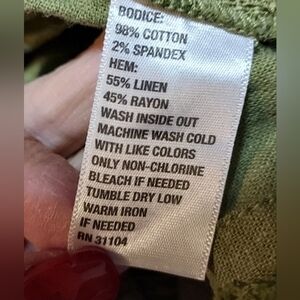 BODICE:
98% COTTON
2% SPANDEX
HEM:
55% LINEN
45% RAYON
WASH INSIDE OUT
MACHINE WASH COLD
WITH LIKE COLORS
ONLY NON-CHLORINE
BLEACH IF NEEDED
TUMBLE DRY LOW
WARM IRON
IF NEEDED
RN 31104